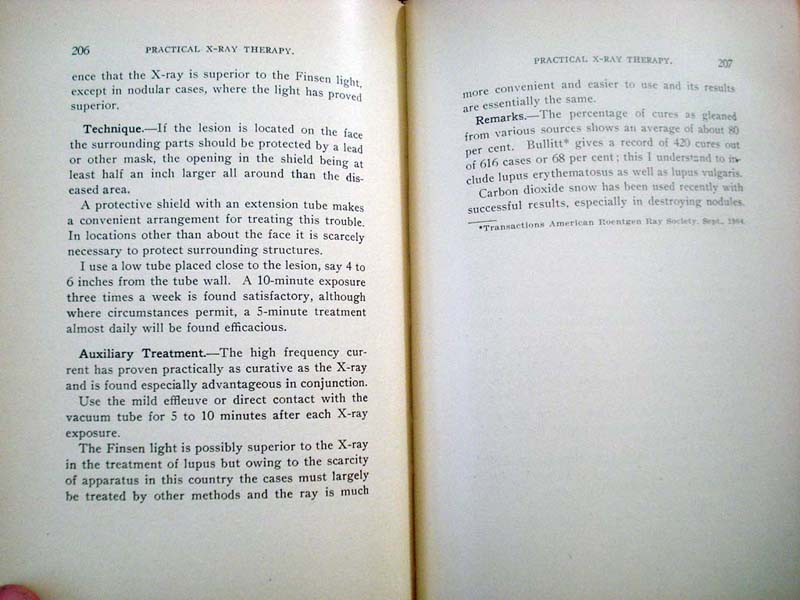 206
PRACTICAL X-RAY THERAPY.
ence that the X-ray is superior to the Finsen light,
except in nodular cases, where the light has proved
superior.
Technique.—If the lesion is located on the face
the surrounding parts should be protected by a lead
or other mask, the opening in the shield being at
least half an inch larger all around than the dis-
eased area.
A protective shield with an extension tube makes
a convenient arrangement for treating this trouble.
In locations other than about the face it is scarcely
necessary to protect surrounding structures.
I use a low tube placed close to the lesion, say 4 to
6 inches from the tube wall. A 10-minute exposure
three times a week is found satisfactory, although
where circumstances permit, a 5-minute treatment
almost daily will be found efficacious.
Auxiliary Treatment.—The high frequency cur-
rent has proven practically as curative as the X-ray
and is found especially advantageous in conjunction.
Use the mild effleuve or direct contact with the
vacuum tube for 5 to 10 minutes after each X-ray
exposure.
The Finsen light is possibly superior to the X-ray
in the treatment of lupus but owing to the scarcity
of apparatus in this country the cases must largely
be treated by other methods and the ray is much
PRACTICAL X-RAY THERAPY.
207
more convenient and easier to use and its results
are essentially the same.
Remarks.—The percentage of cures as gleaned
from various sources shows an average of about 80
per cent. Bullitt* gives a record of 420 cures out
of 616 cases or 68 per cent; this I understand to in-
clude lupus erythematosus as well as lupus vulgaris.
Carbon dioxide snow has been used recently with
successful results, especially in destroying nodules.
*Transactions American Roentgen Ray Society. Sept., 1904.